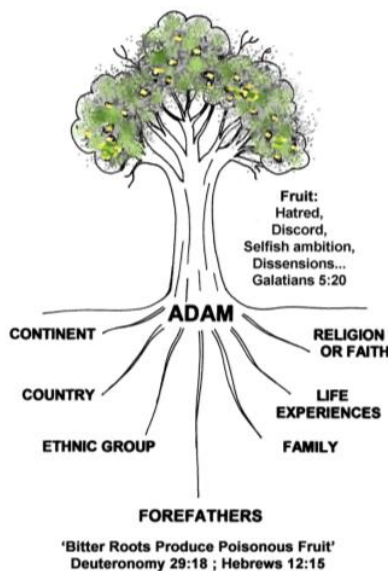 Fruit:
Hatred,
Discord,
Selfish ambition,
Dissensions...
Galatians 5:20
ADAM
CONTINENT
RELIGION
OR FAITH
COUNTRY
LIFE
EXPERIENCES
ETHNIC GROUP
FAMILY
FOREFATHERS
'Bitter Roots Produce Poisonous Fruit'
Deuteronomy 29:18 ; Hebrews 12:15